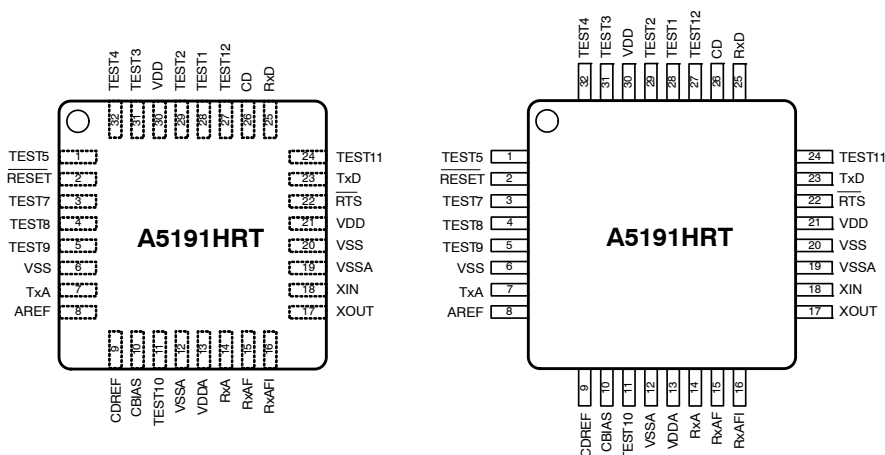 TEST4
TEST3
VDD
TEST2
TEST1
TEST12
CD
RxD
32
31
30
29
28
27
26
25
TEST5 1
RESET 2
TEST7 3
TEST8 4
TEST9 5
VSS 6
TxA 7
AREF 8
A5191HRT
24 TEST11
23 TxD
22 RTS
21 VDD
20 VSS
19 VSSA
18 XIN
17 XOUT
9
10
11
12
13
14
15
16
CDREF
CBIAS
TEST10
VSSA
VDDA
RxA
RxAF
RxAFI
TEST4
TEST3
VDD
TEST2
TEST1
TEST12
CD
RxD
32
31
30
29
28
27
26
25
TEST5 1
RESET 2
TEST7 3
TEST8 4
TEST9 5
VSS 6
TxA 7
AREF 8
A5191HRT
24 TEST11
23 TxD
22 RTS
21 VDD
20 VSS
19 VSSA
18 XIN
17 XOUT
9
10
11
12
13
14
15
16
CDREF
CBIAS
TEST10
VSSA
VDDA
RxA
RxAF
RxAFI